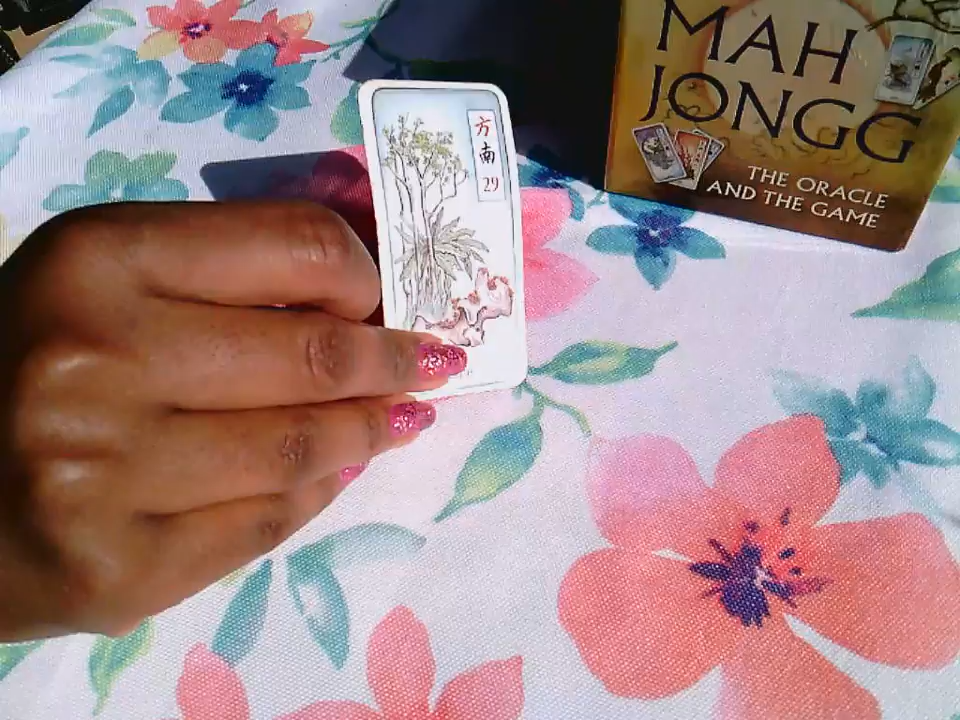 方
南
29
MAH
JONGG
THE ORACLE
AND THE GAME